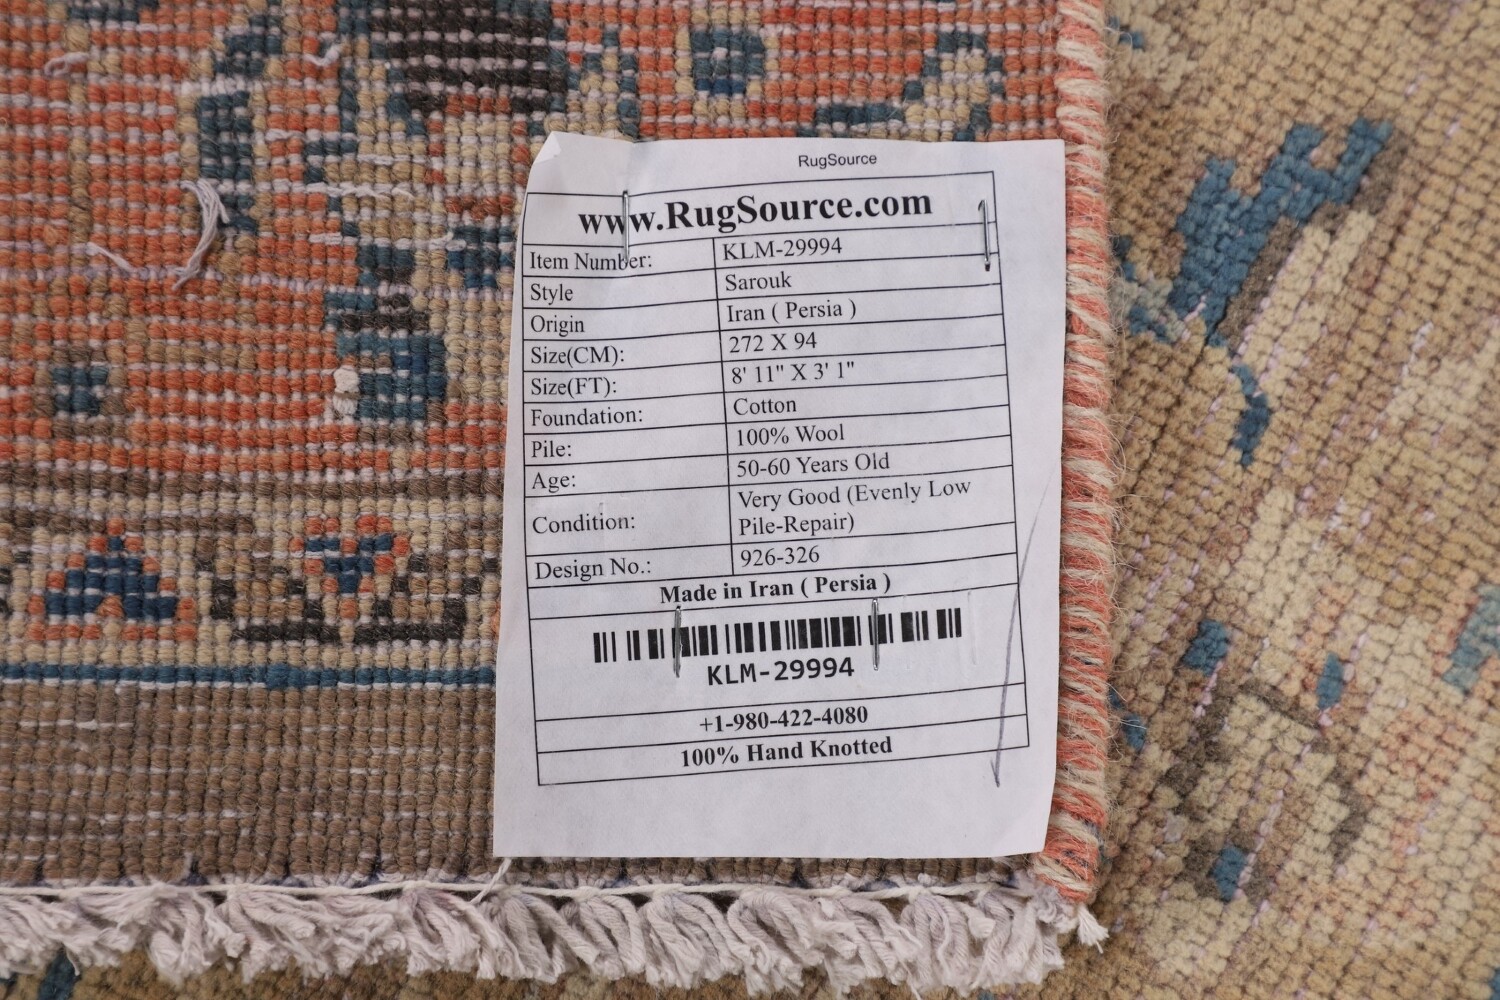 RugSource
www.RugSource.com
Item Number: KLM-29994
Style Sarouk
Origin Iran ( Persia )
Size(CM): 272 X 94
Size(FT): 8' 11" X 3' 1"
Foundation: Cotton
Pile: 100% Wool
Age: 50-60 Years Old
Condition: Very Good (Evenly Low
Pile-Repair)
Design No.: 926-326
Made in Iran ( Persia )
KLM-29994
+1-980-422-4080
100% Hand Knotted